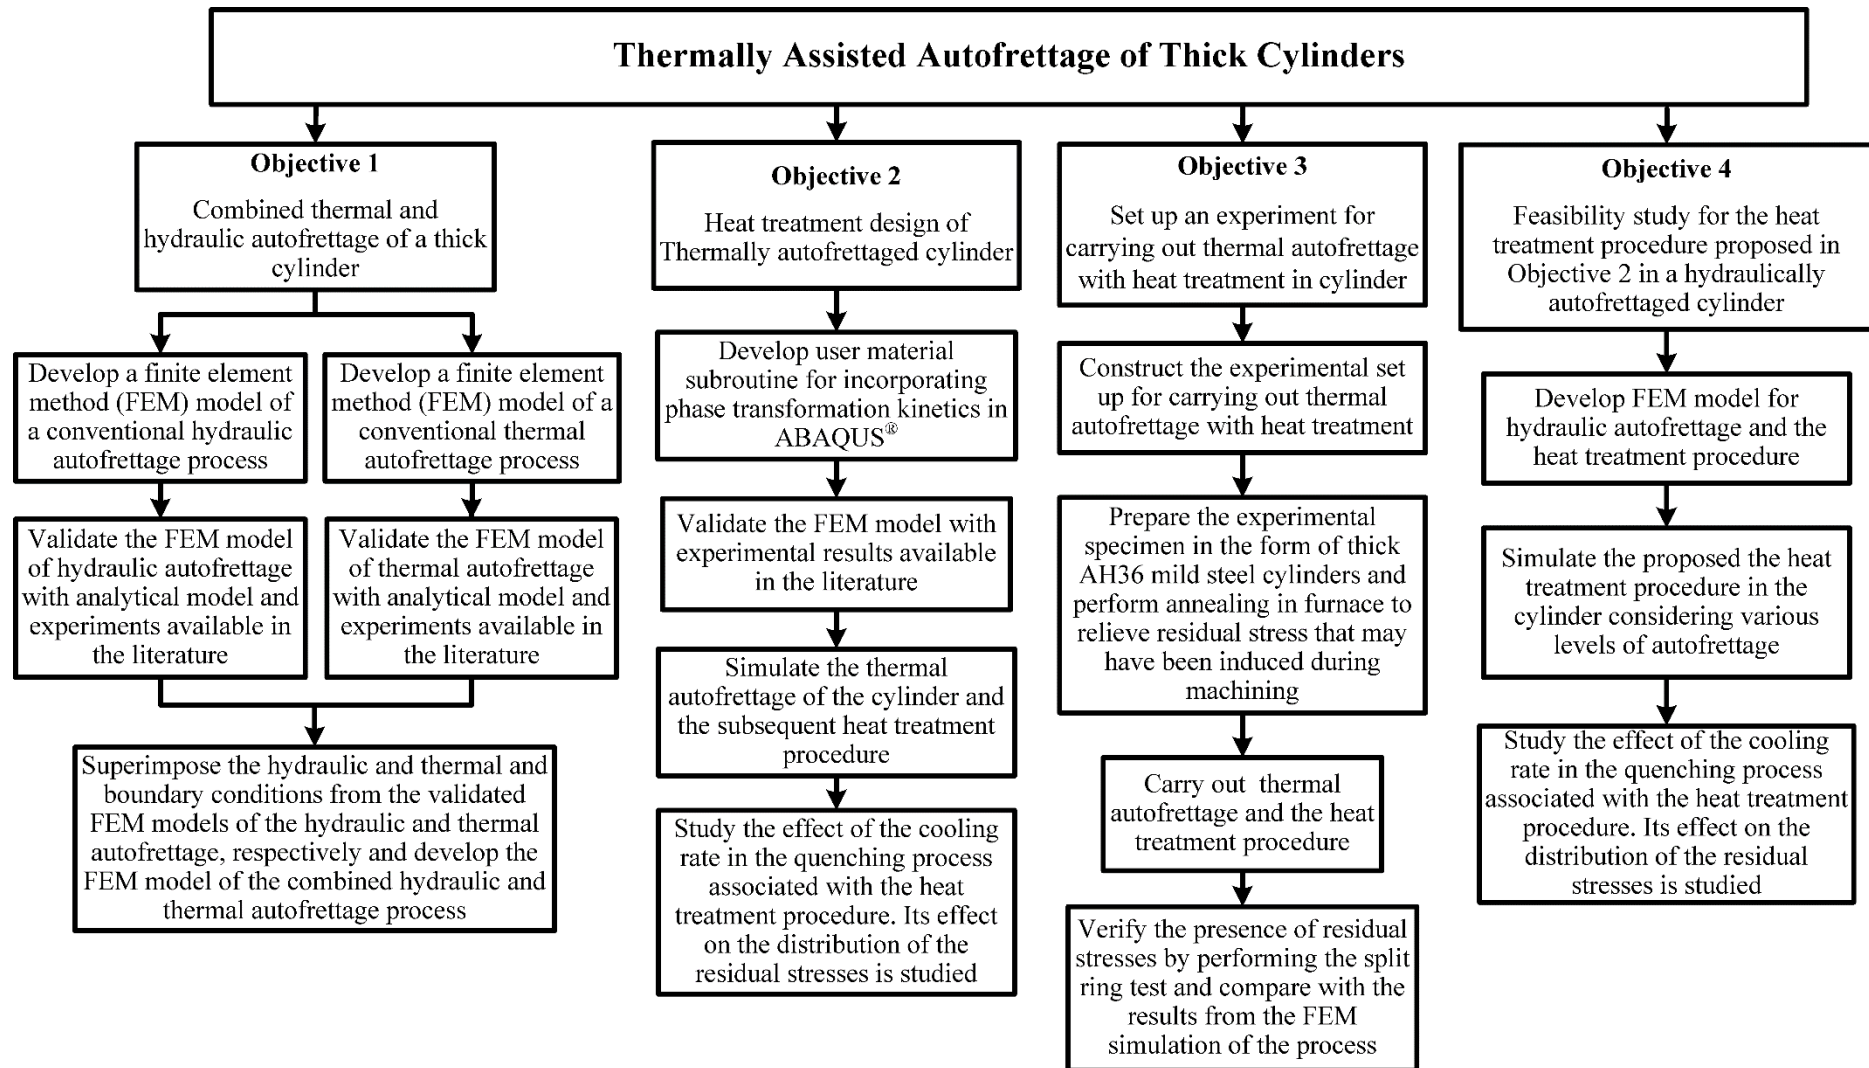 Thermally Assisted Autofrettage of Thick Cylinders
Objective 1
Combined thermal and
hydraulic autofrettage of a thick
cylinder
Develop a finite element
method (FEM) model of
a conventional hydraulic
autofrettage process
Develop a finite element
method (FEM) model of a
conventional thermal
autofrettage process
Validate the FEM model
of hydraulic autofrettage
with analytical model and
experiments available in
the literature
Validate the FEM model
of thermal autofrettage
with analytical model and
experiments available in
the literature
Superimpose the hydraulic and thermal and
boundary conditions from the validated
FEM models of the hydraulic and thermal
autofrettage, respectively and develop the
FEM model of the combined hydraulic and
thermal autofrettage process
Objective 2
Heat treatment design of
Thermally autofrettaged cylinder
Develop user material
subroutine for incorporating
phase transformation kinetics in
ABAQUS®
Validate the FEM model with
experimental results available
in the literature
Simulate the thermal
autofrettage of the cylinder and
the subsequent heat treatment
procedure
Study the effect of the cooling
rate in the quenching process
associated with the heat
treatment procedure. Its effect
on the distribution of the
residual stresses is studied
Objective 3
Set up an experiment for
carrying out thermal autofrettage
with heat treatment in cylinder
Construct the experimental set
up for carrying out thermal
autofrettage with heat treatment
Prepare the experimental
specimen in the form of thick
AH36 mild steel cylinders and
perform annealing in furnace to
relieve residual stress that may
have been induced during
machining
Carry out thermal
autofrettage and the heat
treatment procedure
Verify the presence of residual
stresses by performing the split
ring test and compare with the
results from the FEM
simulation of the process
Objective 4
Feasibility study for the heat
treatment procedure proposed in
Objective 2 in a hydraulically
autofrettaged cylinder
Develop FEM model for
hydraulic autofrettage and the
heat treatment procedure
Simulate the proposed the heat
treatment procedure in the
cylinder considering various
levels of autofrettage
Study the effect of the cooling
rate in the quenching process
associated with the heat treatment
procedure. Its effect on the
distribution of the residual
stresses is studied